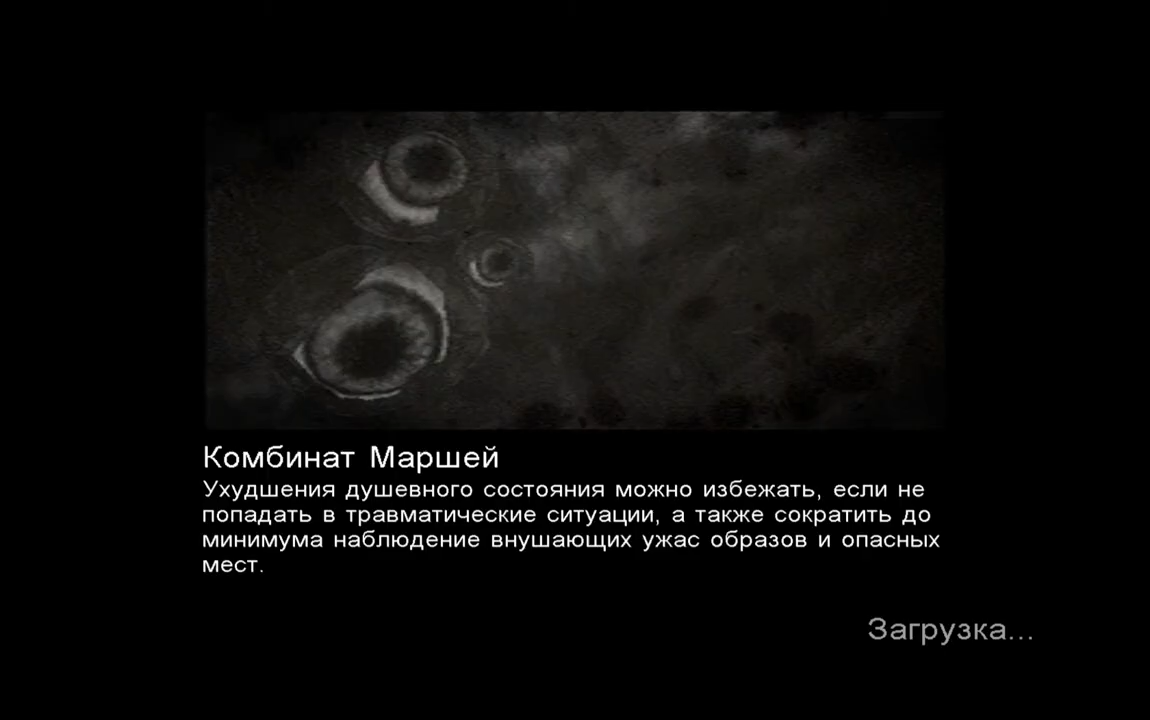 Комбинат Маршей
Ухудшения душевного состояния можно избежать, если не
попадать в травматические ситуации, а также сократить до
минимума наблюдение внушающих ужас образов и опасных
мест.
Загрузка...